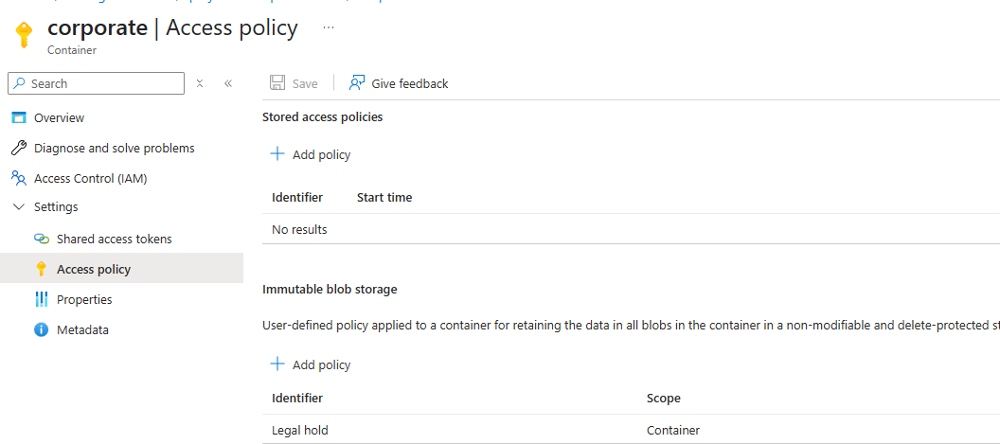 corporate | Access policy ...
Container
Search
Save
Give feedback
Overview
Diagnose and solve problems
Access Control (IAM)
Settings
Shared access tokens
Access policy
Properties
Metadata
Stored access policies
Add policy
Identifier Start time
No results
Immutable blob storage
User-defined policy applied to a container for retaining the data in all blobs in the container in a non-modifiable and delete-protected
Add policy
Identifier Scope
Legal hold Container